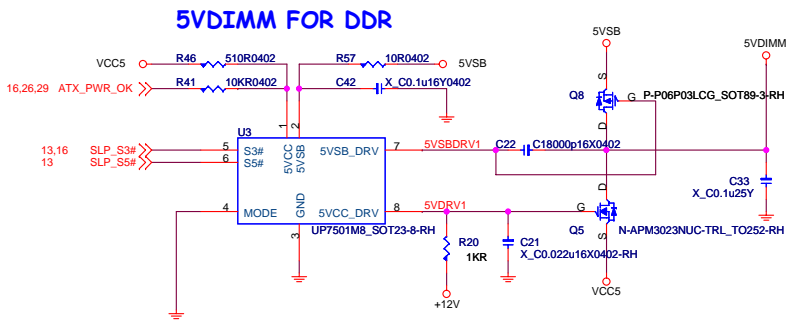 5VDIMM FOR DDR
5VSB
5VDIMM
VCC5
R46
510R0402
R57
10R0402
5VSB
16,26,29
ATX_PWR_OK
R41
10KR0402
C42
X_C0.1u16Y0402
S
Q8
G
P-P06P03LCG_SOT89-3-RH
D
1
2
U3
13,16
SLP_S3#
5
S3#
5VCC
5VSB
5VSB_DRV
7
5VSBDRV1
C22
C18000p16X0402
13
SLP_S5#
6
S5#
C33
X_C0.1u25Y
D
4
MODE
GND
5VCC_DRV
8
5VDRV1
G
3
UP7501M8_SOT23-8-RH
Q5
S
N-APM3023NUC-TRL_TO252-RH
R20
1KR
C21
X_C0.022u16X0402-RH
+12V
VCC5